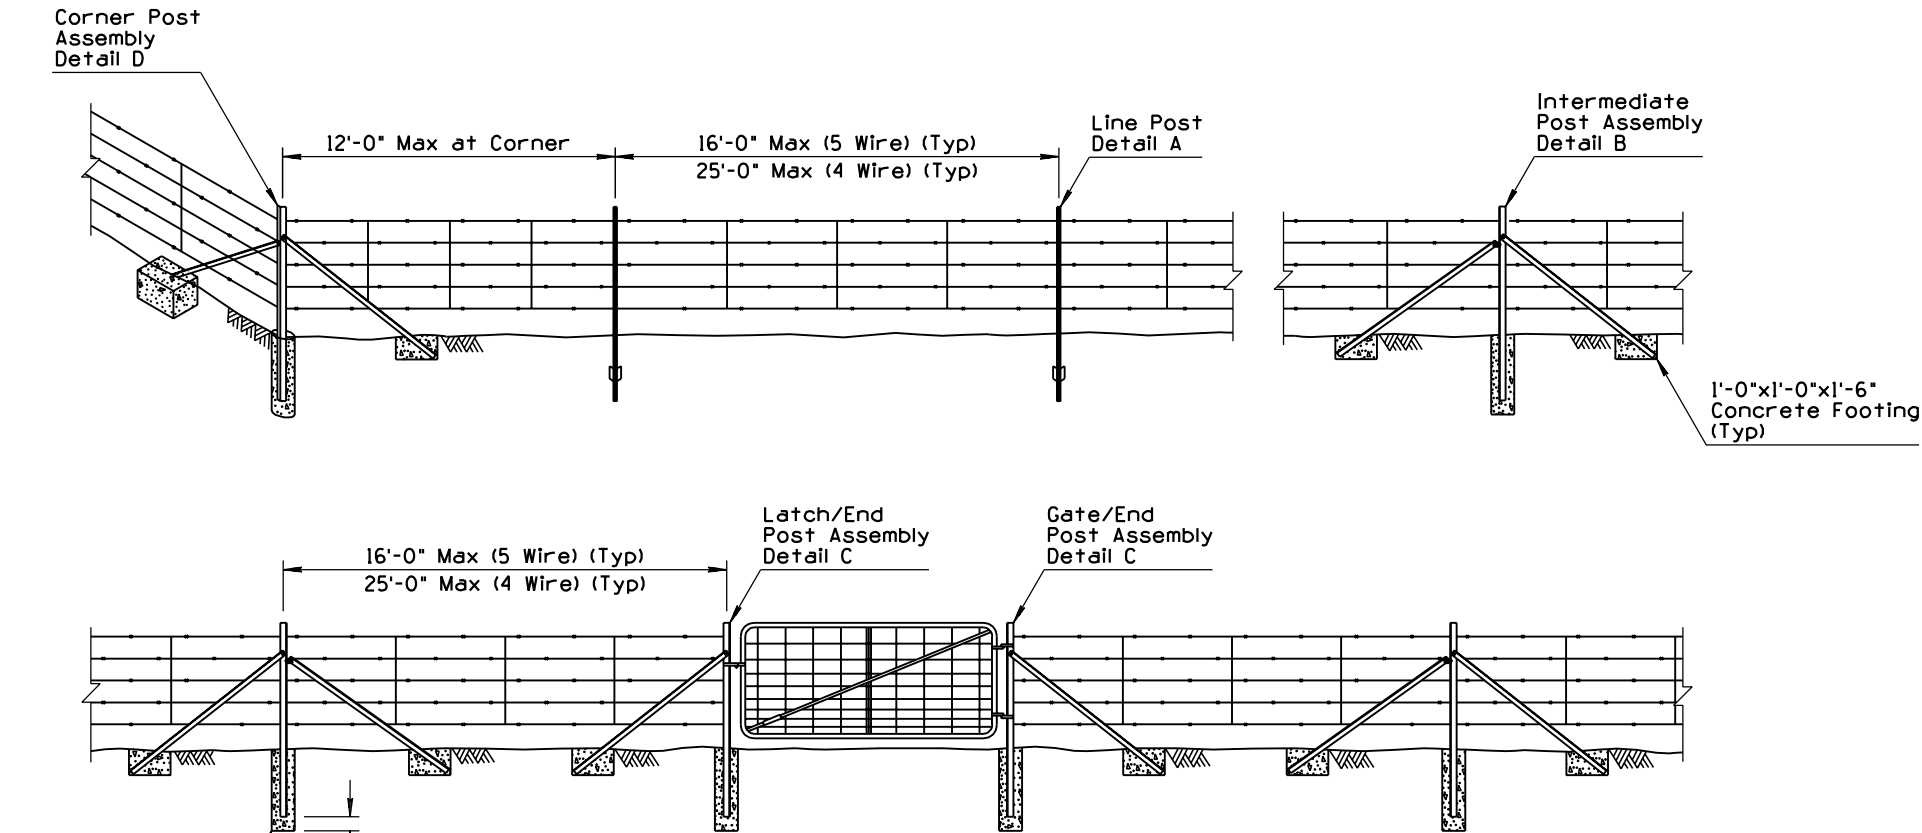 Corner Post
Assembly
Detail D
12'-0" Max at Corner
16'-0" Max (5 Wire) (Typ)
25'-0" Max (4 Wire) (Typ)
Line Post
Detail A
Intermediate
Post Assembly
Detail B
1'-0"x1'-0"x1'-6"
Concrete Footing
(Typ)
16'-0" Max (5 Wire) (Typ)
25'-0" Max (4 Wire) (Typ)
Latch/End
Post Assembly
Detail C
Gate/End
Post Assembly
Detail C